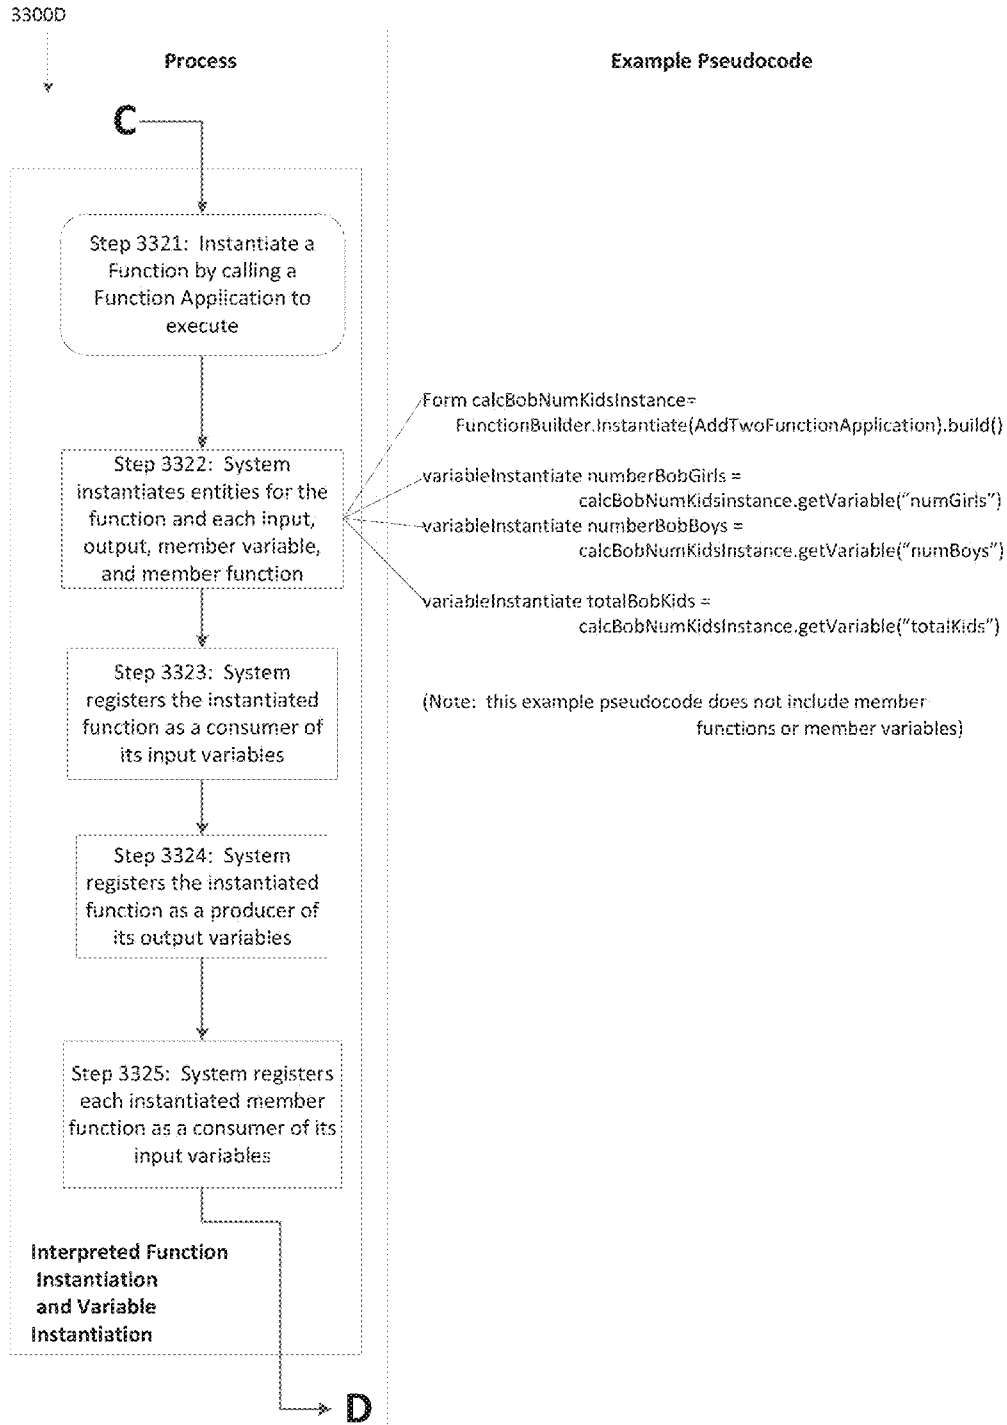 3300D
Process
Example Pseudocode
C
Step 3321:  Instantiate a
Function by calling a
Function Application to
execute
Form calcBobNumKidsInstance=
FunctionBuilder.Instantiate(AddTwoFunctionApplication).build()
Step 3322:  System
instantiates entities for the
function and each input,
output, member variable,
and member function
variableInstantiate numberBobGirls =
calcBobNumKidsInstance.getVariable("numGirls")
variableInstantiate numberBobBoys =
calcBobNumKidsInstance.getVariable("numBoys")
variableInstantiate totalBobKids =
calcBobNumKidsInstance.getVariable("totalKids")
Step 3323:  System
registers the instantiated
function as a consumer of
its input variables
(Note:  this example pseudocode does not include member
functions or member variables)
Step 3324:  System
registers the instantiated
function as a producer of
its output variables
Step 3325:  System registers
each instantiated member
function as a consumer of its
input variables
Interpreted Function
Instantiation
and Variable
Instantiation
D